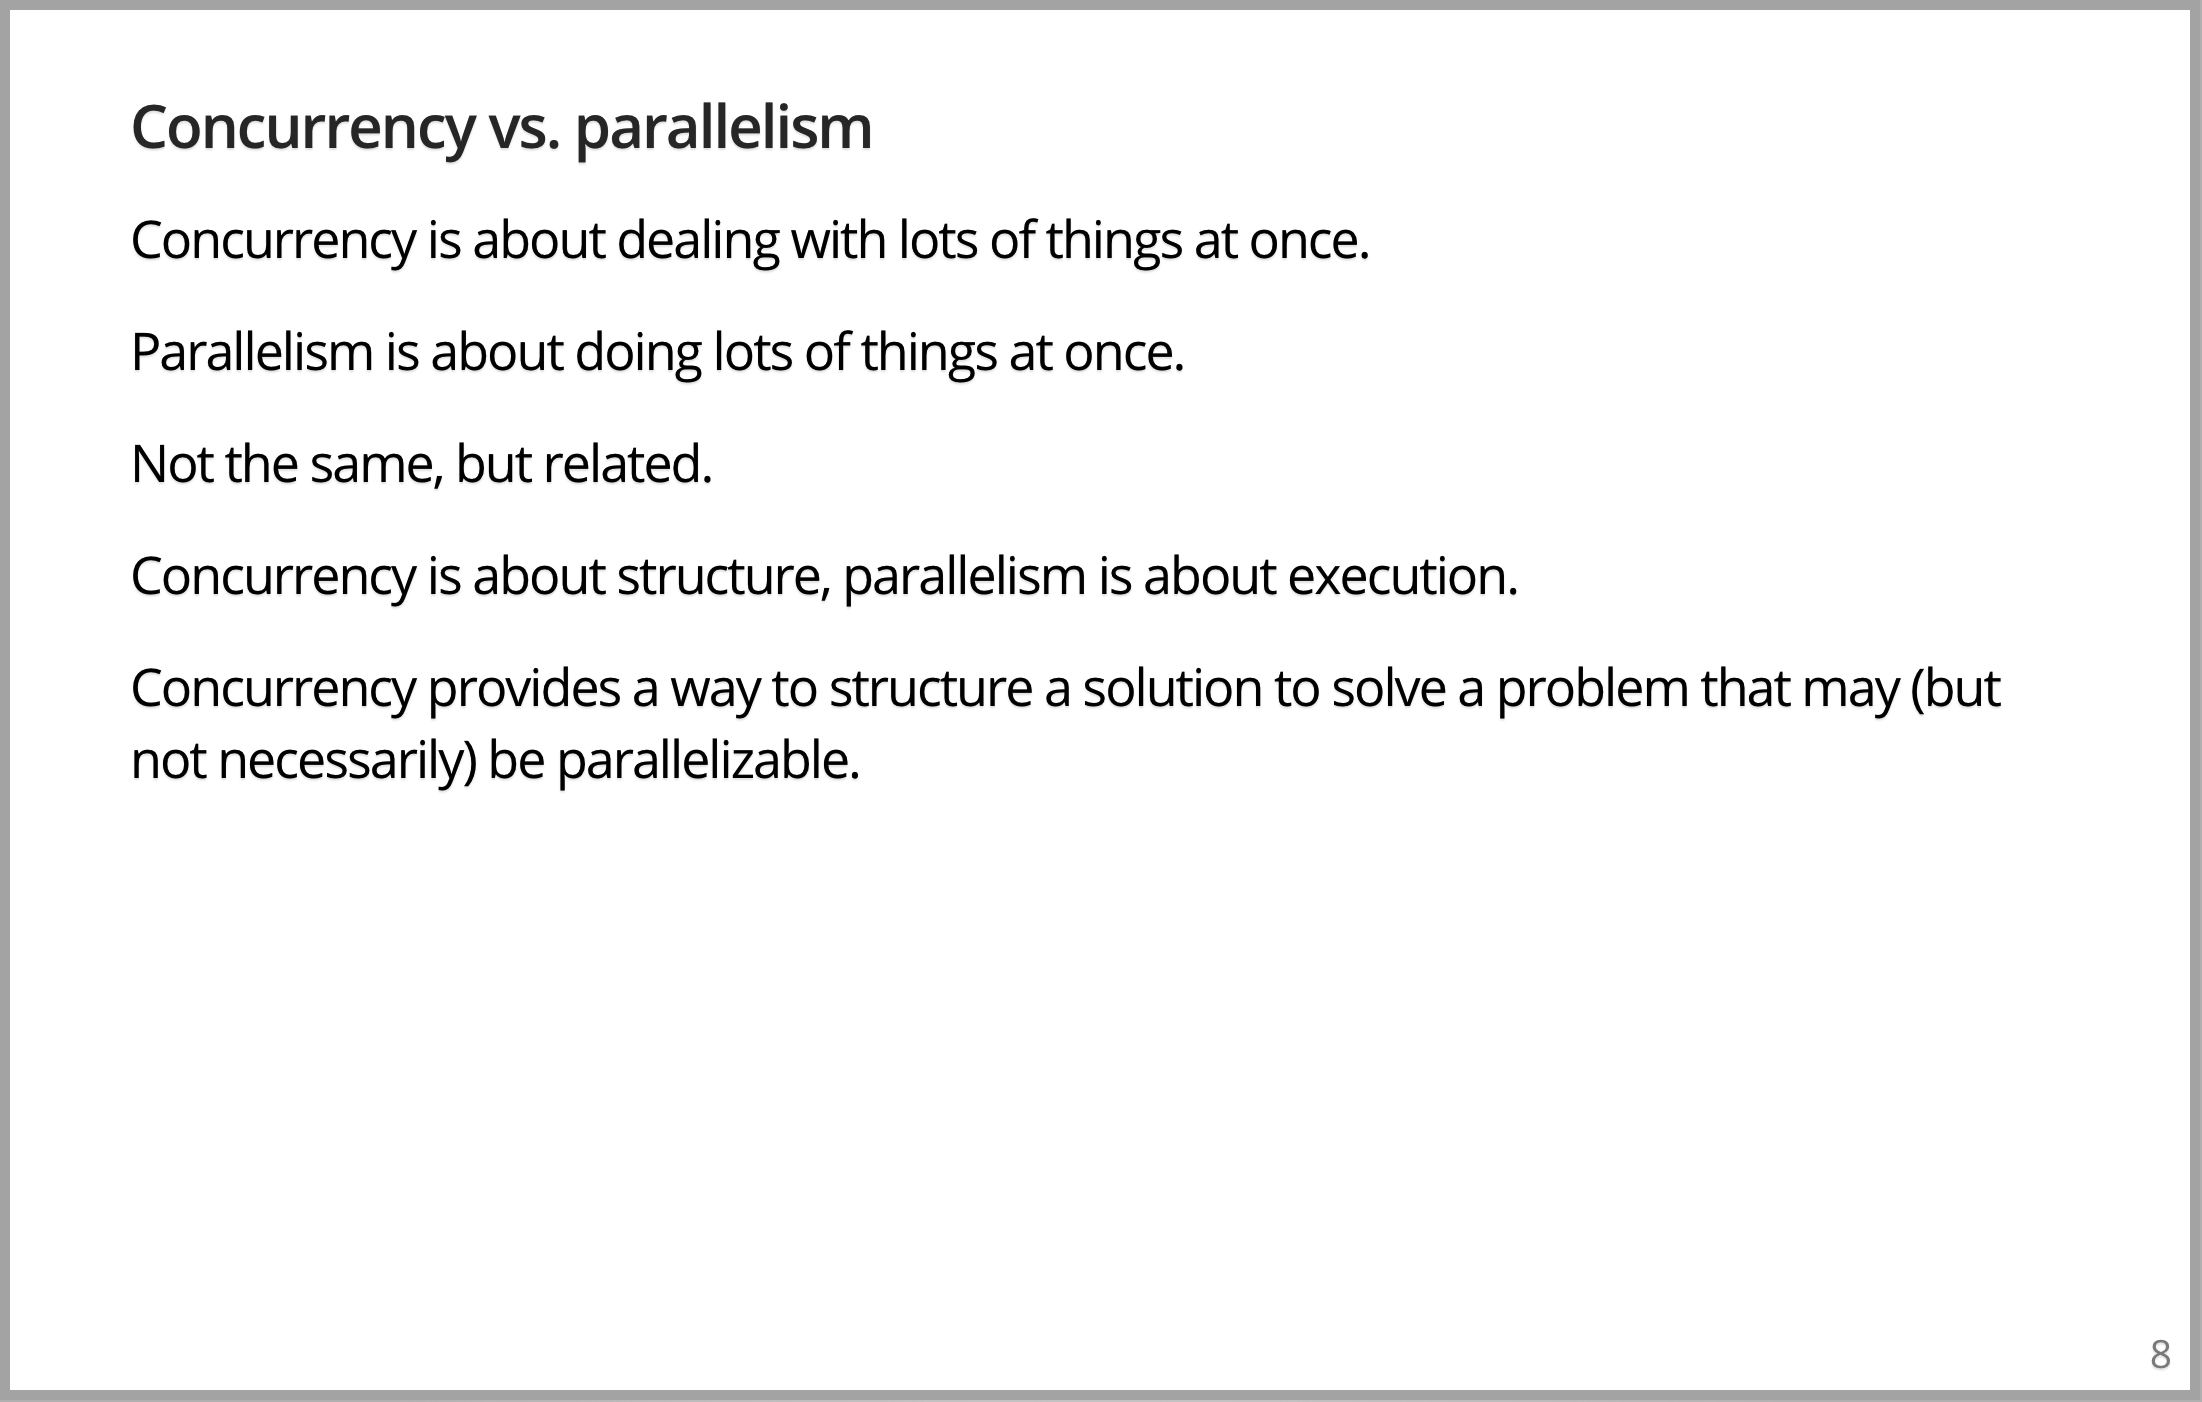 Concurrency vs. parallelism
Concurrency is about dealing with lots of things at once.
Parallelism is about doing lots of things at once.
Not the same, but related.
Concurrency is about structure, parallelism is about execution.
Concurrency provides a way to structure a solution to solve a problem that may (but
not necessarily) be parallelizable.
8